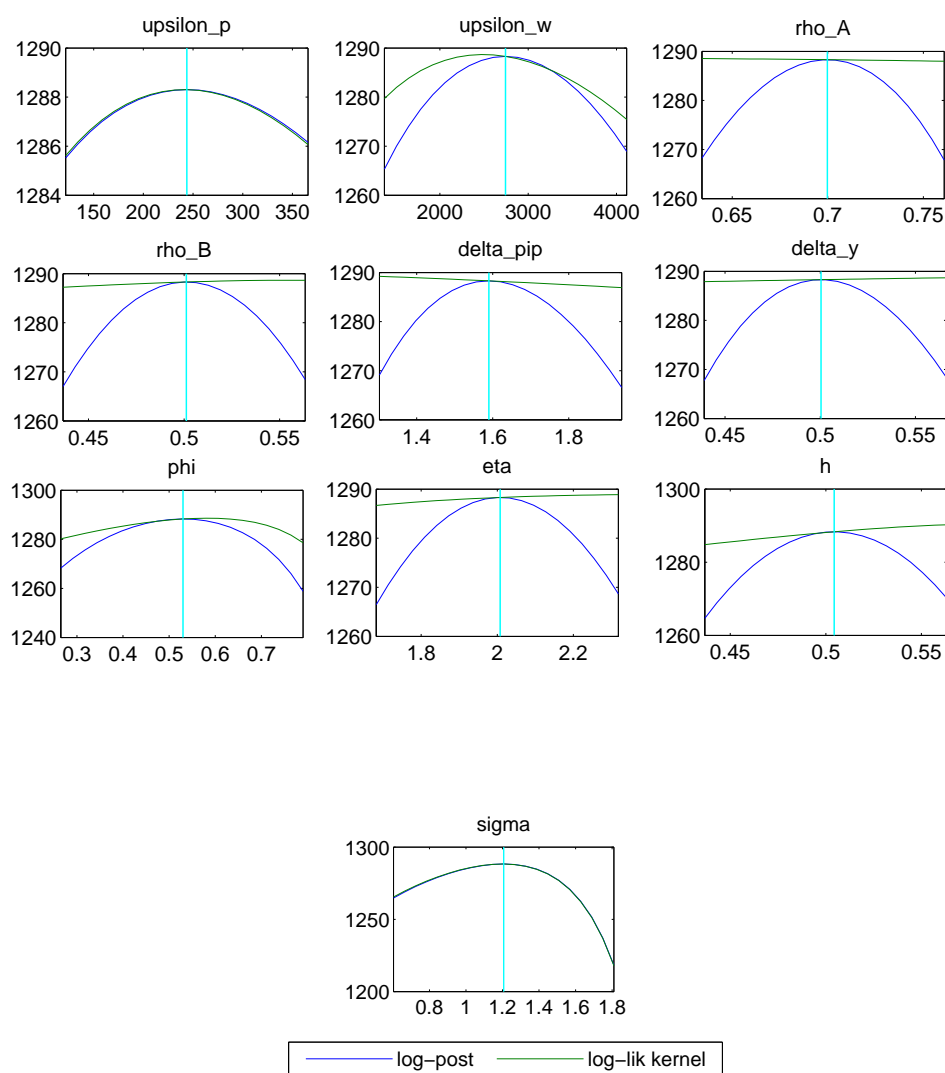 upsilon_p
1290
1288
1286
1284
150 200 250 300 350
upsilon_w
1290
1280
1270
1260
2000 3000 4000
rho_A
1290
1280
1270
1260
0.65 0.7 0.75
rho_B
1290
1280
1270
1260
0.45 0.5 0.55
delta_pip
1290
1280
1270
1260
1.4 1.6 1.8
delta_y
1290
1280
1270
1260
0.45 0.5 0.55
phi
1300
1280
1260
1240
0.3 0.4 0.5 0.6 0.7
eta
1290
1280
1270
1260
1.8 2 2.2
h
1300
1280
1260
0.45 0.5 0.55
sigma
1300
1250
1200
0.8 1 1.2 1.4 1.6 1.8
log−post log−lik kernel